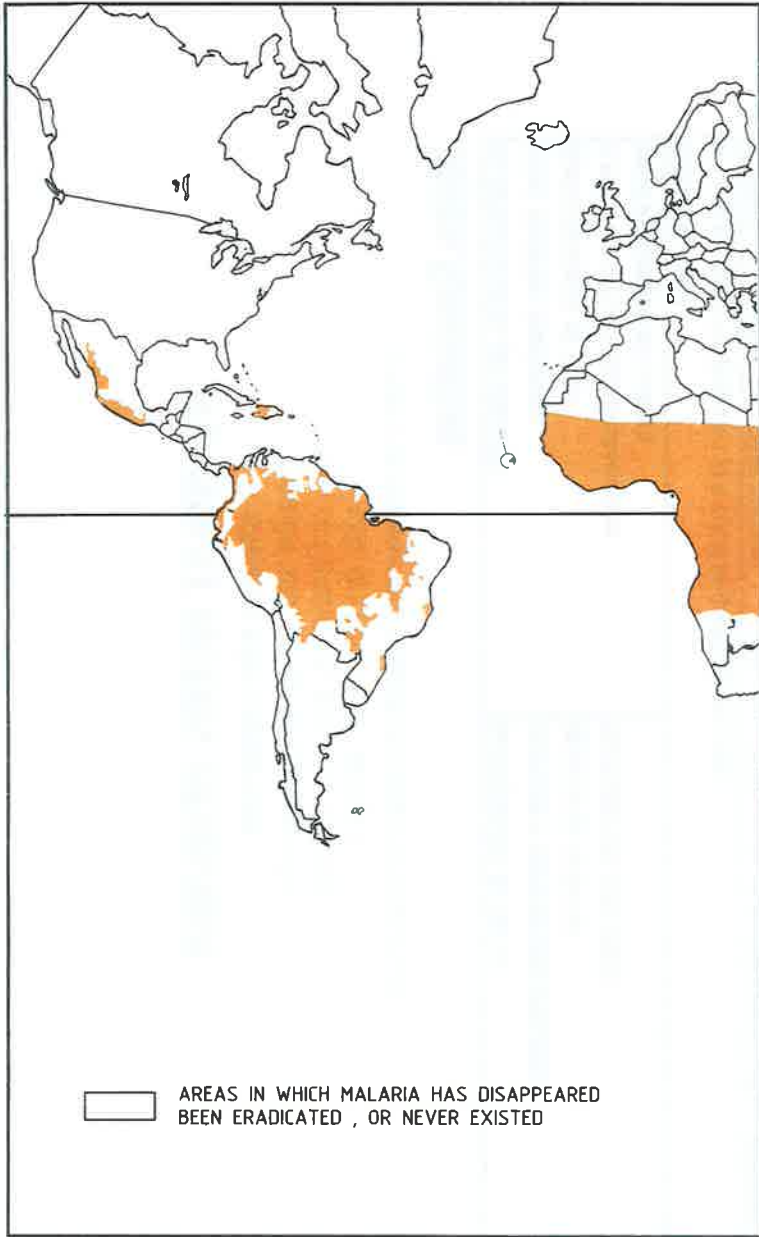 AREAS IN WHICH MALARIA HAS DISAPPEARED
BEEN ERADICATED , OR NEVER EXISTED